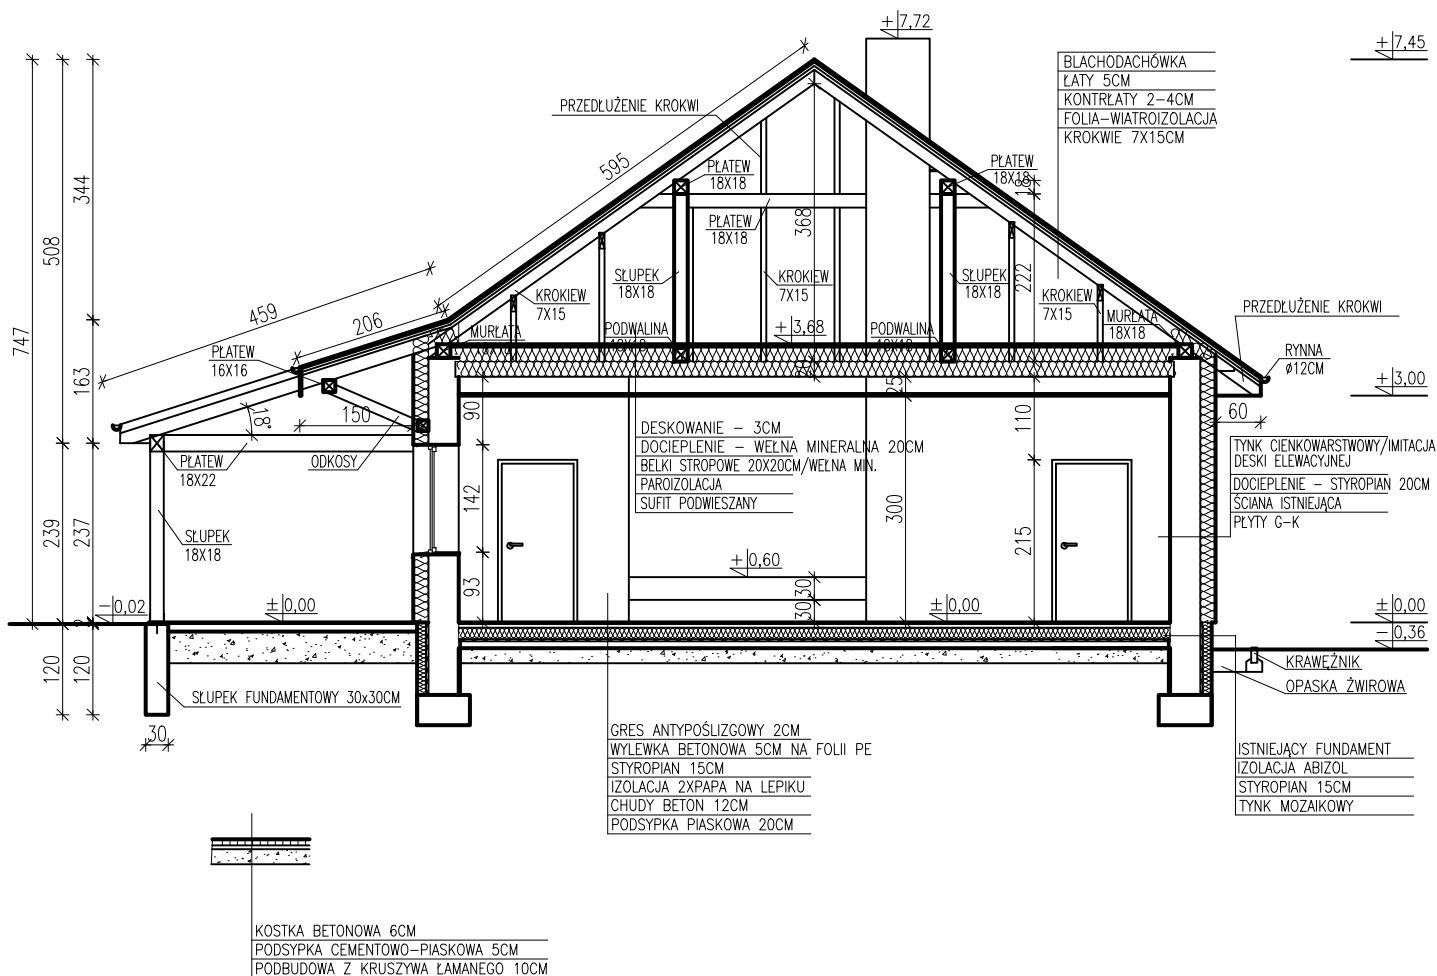 +7,72
+7,45
BLACHODACHÓWKA
ŁATY 5CM
KONTRŁATY 2-4CM
FOLIA-WIATROIZOLACJA
KROKWIE 7X15CM
PRZEDŁUŻENIE KROKWI
595
PŁATEW
18X18
PŁATEW
18X18
18
344
508
747
PŁATEW
18X18
368
SŁUPEK
18X18
KROKIEW
7X15
SŁUPEK
18X18
222
KROKIEW
7X15
KROKIEW
7X15
PRZEDŁUŻENIE KROKWI
459
206
MURŁATA
18X18
PODWALINA
18X18
+3,68
PODWALINA
18X18
MURŁATA
18X18
PŁATEW
16X16
RYNNA
ø12CM
+3,00
163
18°
150
90
70
25
110
60
ODKOSY
PŁATEW
18X22
DESKOWANIE - 3CM
DOCIEPLENIE - WEŁNA MINERALNA 20CM
BELKI STROPOWE 20X20CM/WEŁNA MIN.
PAROIZOLACJA
SUFIT PODWIESZANY
TYNK CIENKOWARSTWOWY/IMITACJA
DESKI ELEWACYJNEJ
DOCIEPLENIE - STYROPIAN 20CM
ŚCIANA ISTNIEJĄCA
PŁYTY G-K
239
237
SŁUPEK
18X18
142
300
215
93
+0,60
30
30
-0,02
±0,00
±0,00
±0,00
-0,36
2
120
120
SŁUPEK FUNDAMENTOWY 30x30CM
30
KRAWĘŻNIK
OPASKA ŻWIROWA
GRES ANTYPOŚLIZGOWY 2CM
WYLEWKA BETONOWA 5CM NA FOLII PE
STYROPIAN 15CM
IZOLACJA 2XPAPA NA LEPIKU
CHUDY BETON 12CM
PODSYPKA PIASKOWA 20CM
ISTNIEJĄCY FUNDAMENT
IZOLACJA ABIZOL
STYROPIAN 15CM
TYNK MOZAIKOWY
KOSTKA BETONOWA 6CM
PODSYPKA CEMENTOWO-PIASKOWA 5CM
PODBUDOWA Z KRUSZYWA ŁAMANEGO 10CM